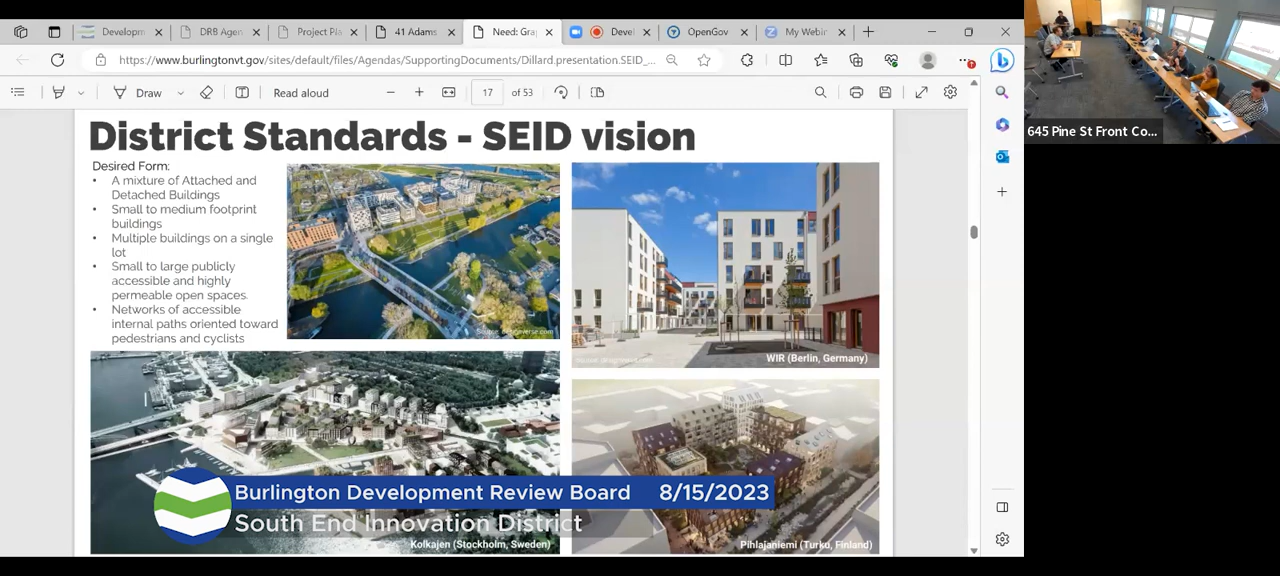 Developm
DRB Agen
Project Pla
41 Adams
Need: Gra
Devel
OpenGov
My Webin
https://www.burlingtonvt.gov/sites/default/files/Agendas/SupportingDocuments/Dillard.presentation.SEID_...
Draw
Read aloud
17 of 53
645 Pine St Front Co...
District Standards - SEID vision
Desired Form:
• A mixture of Attached and
Detached Buildings
• Small to medium footprint
buildings
• Multiple buildings on a single
lot
• Small to large publicly
accessible and highly
permeable open spaces.
• Networks of accessible
internal paths oriented toward
pedestrians and cyclists
WIR (Berlin, Germany)
Burlington Development Review Board 8/15/2023
South End Innovation District
Kolkajen (Stockholm, Sweden)
Pihlajaniemi (Turku, Finland)